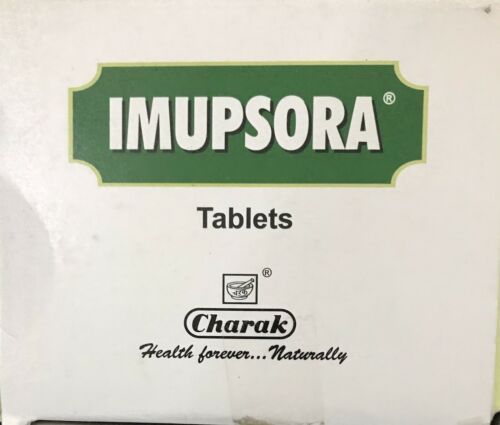 IMUPSORA®
Tablets
®
Charak
Health forever...Naturally